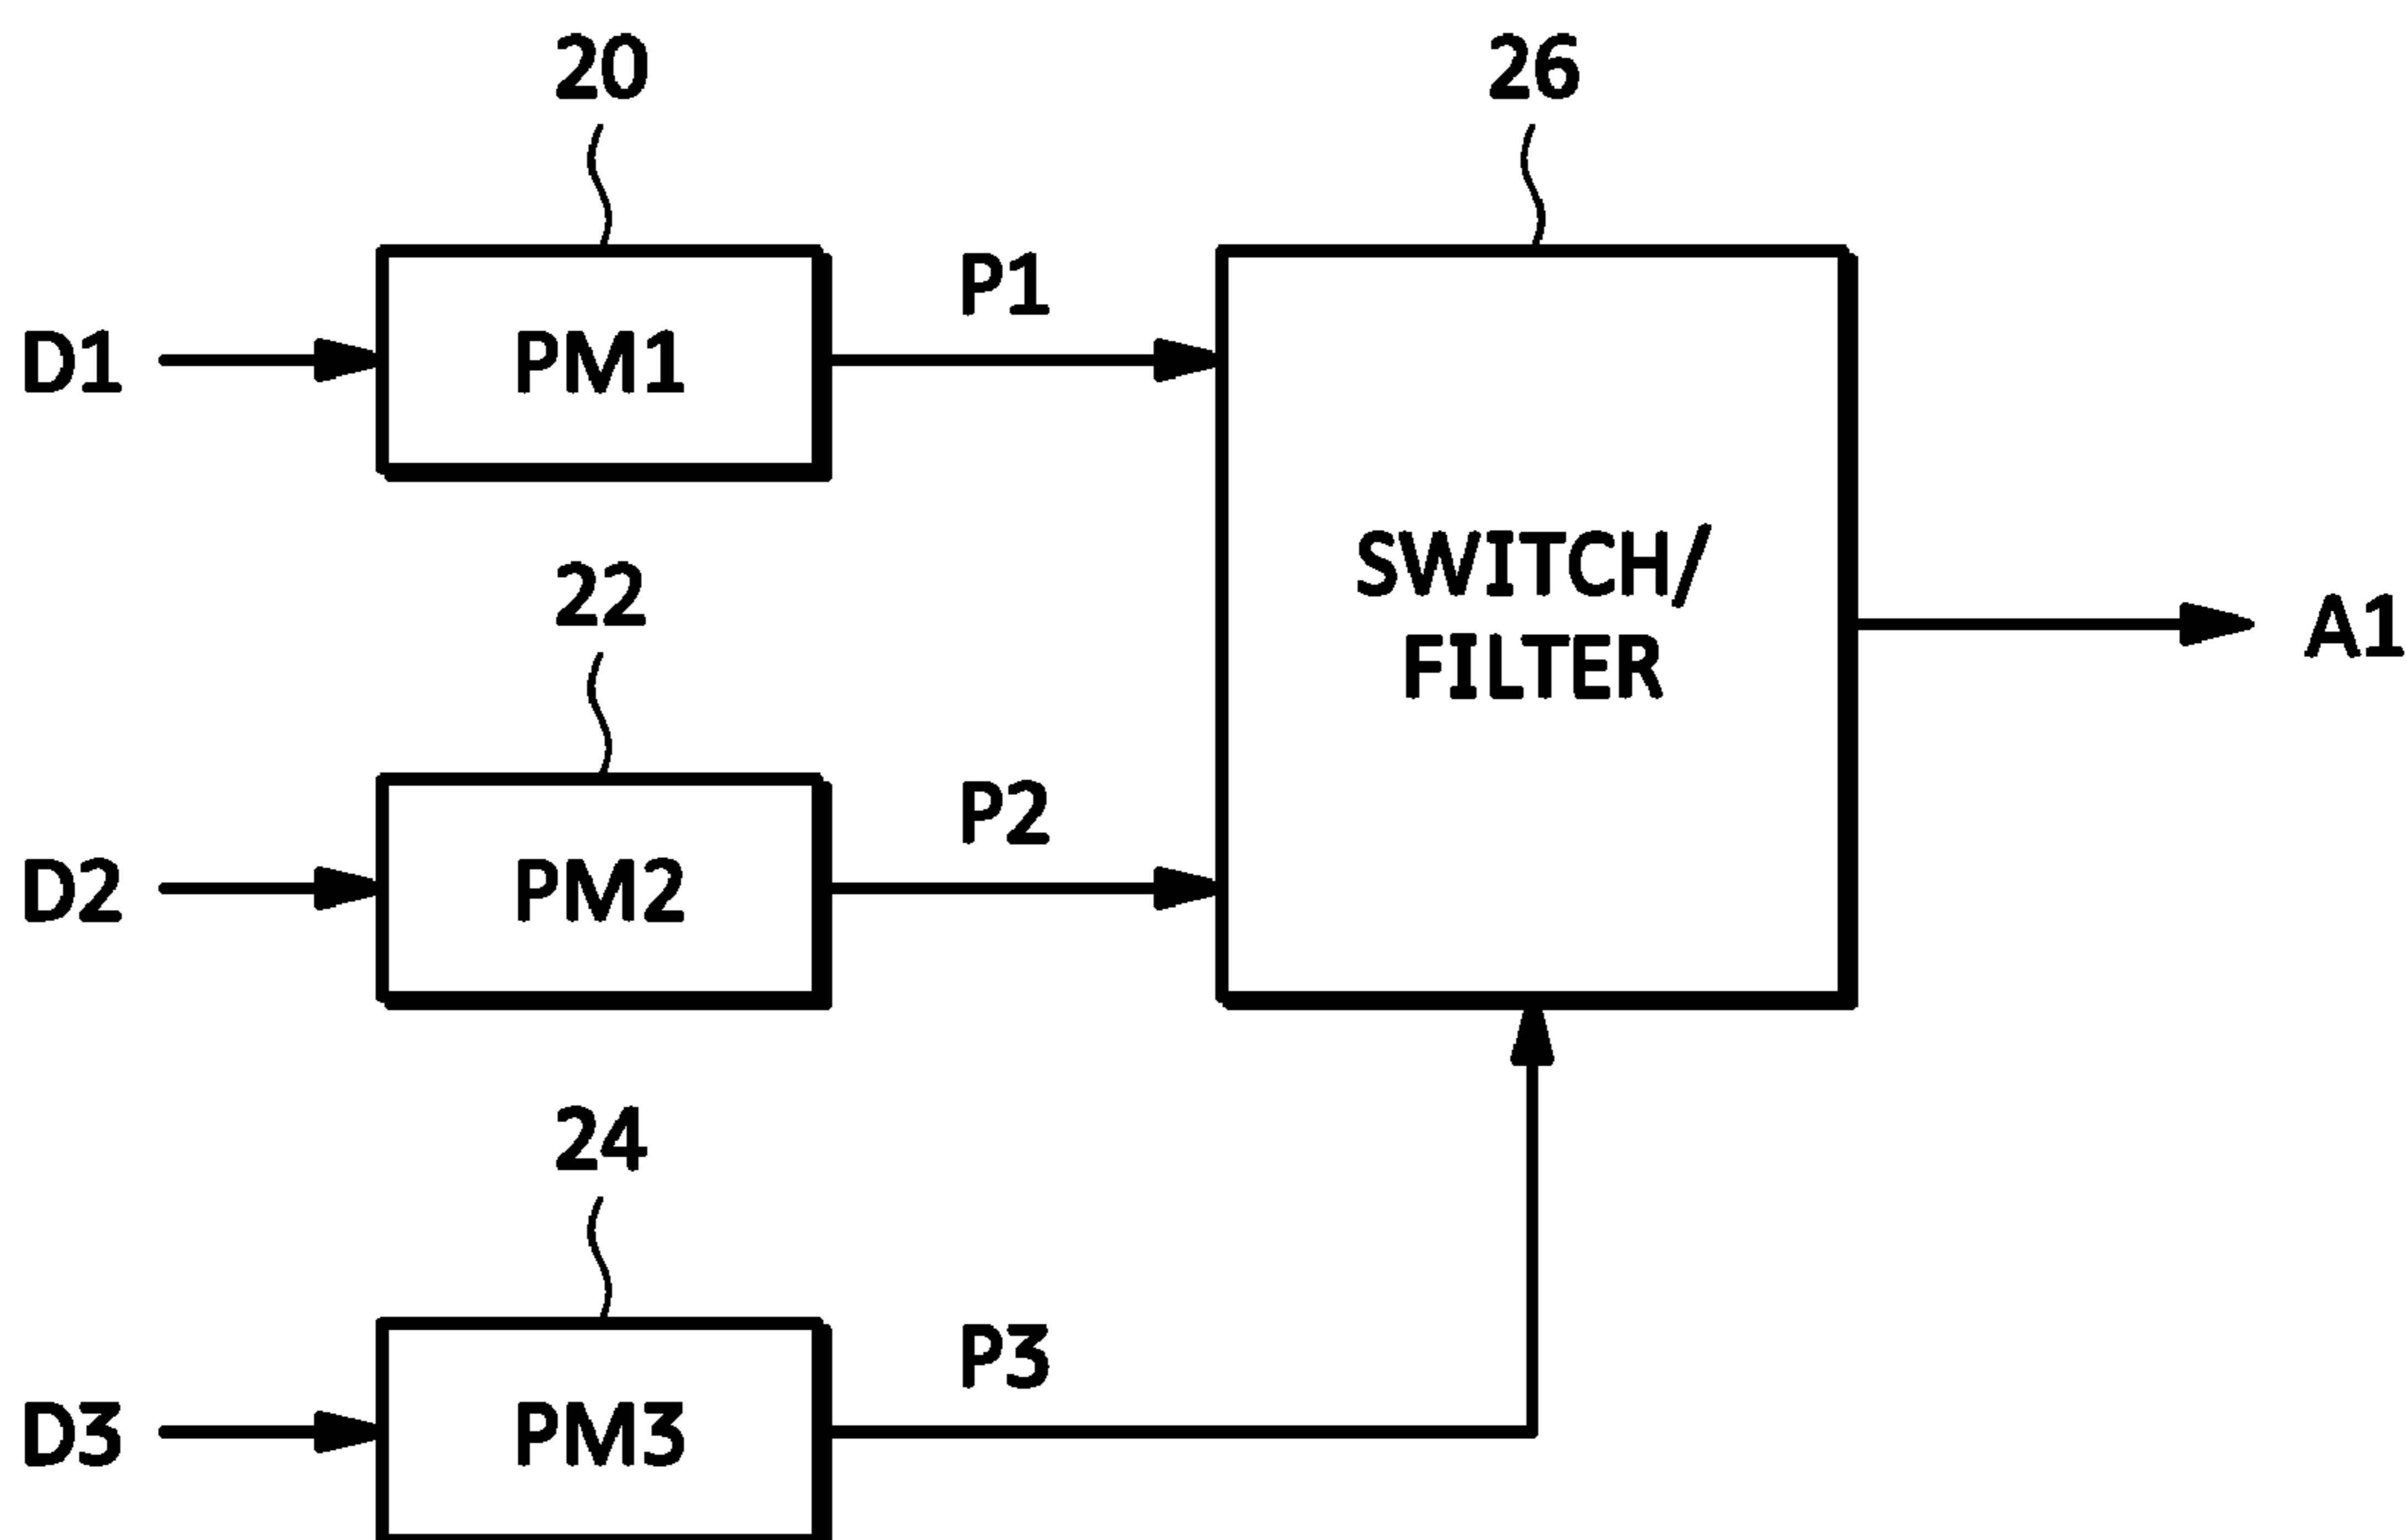 20
26
P1
D1
PM1
SWITCH/
FILTER
22
A1
P2
D2
PM2
24
P3
D3
PM3